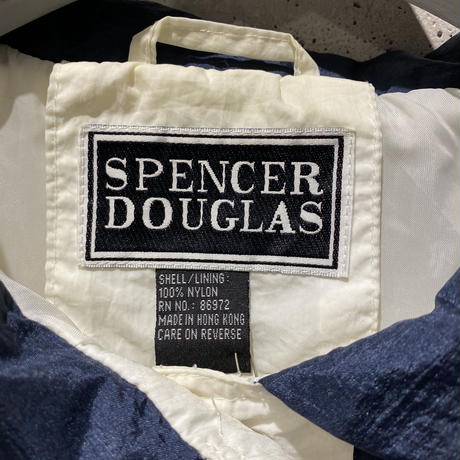 SPENCER
DOUGLAS
SHELL/LINING:
100% NYLON
RN NO.: 86972
MADE IN HONG KONG
CARE ON REVERSE